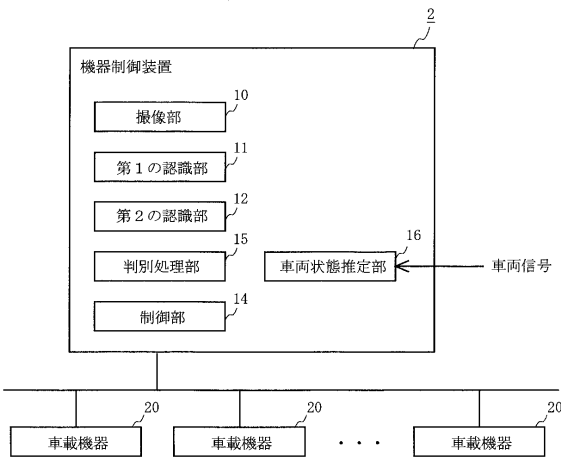 2
機器制御装置
10
撮像部
11
第1の認識部
12
第2の認識部
15
判別処理部
16
車両状態推定部
車両信号
14
制御部
20
車載機器
20
車載機器
・・・
20
車載機器